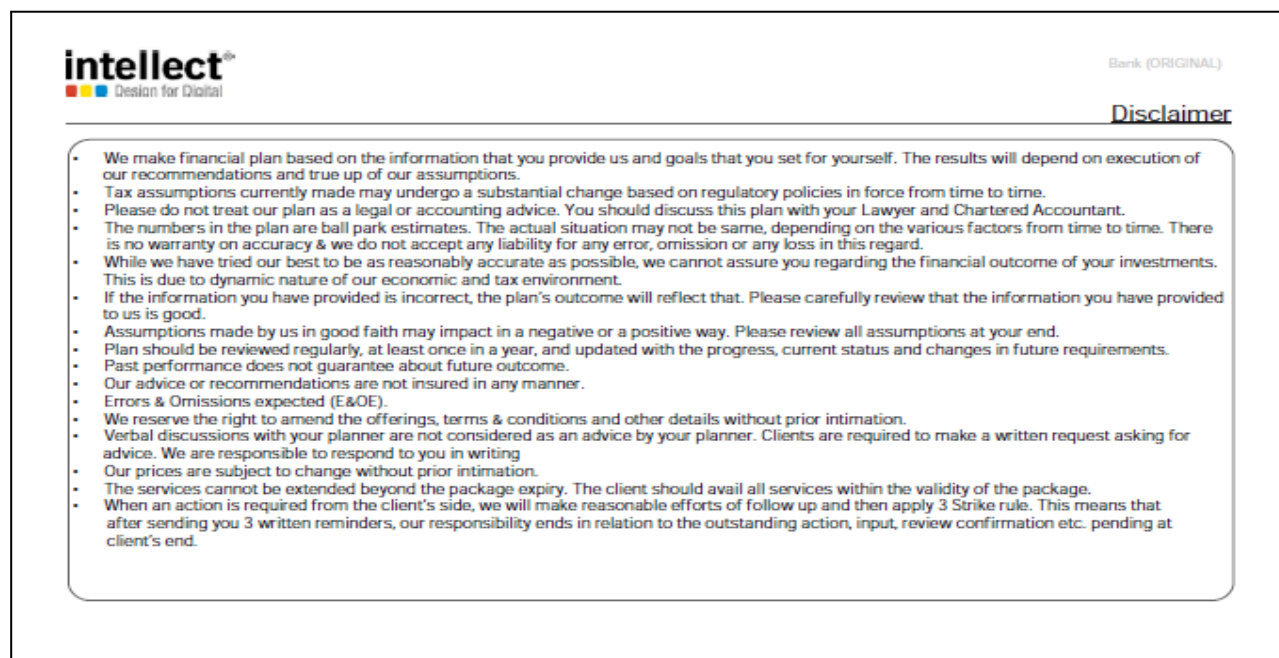 intellect®
Design for Digital
Bank (ORIGINAL)
Disclaimer
• We make financial plan based on the information that you provide us and goals that you set for yourself. The results will depend on execution of
our recommendations and true up of our assumptions.
• Tax assumptions currently made may undergo a substantial change based on regulatory policies in force from time to time.
• Please do not treat our plan as a legal or accounting advice. You should discuss this plan with your Lawyer and Chartered Accountant.
• The numbers in the plan are ball park estimates. The actual situation may not be same, depending on the various factors from time to time. There
is no warranty on accuracy & we do not accept any liability for any error, omission or any loss in this regard.
• While we have tried our best to be as reasonably accurate as possible, we cannot assure you regarding the financial outcome of your investments.
This is due to dynamic nature of our economic and tax environment.
• If the information you have provided is incorrect, the plan's outcome will reflect that. Please carefully review that the information you have provided
to us is good.
• Assumptions made by us in good faith may impact in a negative or a positive way. Please review all assumptions at your end.
• Plan should be reviewed regularly, at least once in a year, and updated with the progress, current status and changes in future requirements.
• Past performance does not guarantee about future outcome.
• Our advice or recommendations are not insured in any manner.
• Errors & Omissions expected (E&OE).
• We reserve the right to amend the offerings, terms & conditions and other details without prior intimation.
• Verbal discussions with your planner are not considered as an advice by your planner. Clients are required to make a written request asking for
advice. We are responsible to respond to you in writing
• Our prices are subject to change without prior intimation.
• The services cannot be extended beyond the package expiry. The client should avail all services within the validity of the package.
• When an action is required from the client's side, we will make reasonable efforts of follow up and then apply 3 Strike rule. This means that
after sending you 3 written reminders, our responsibility ends in relation to the outstanding action, input, review confirmation etc. pending at
client's end.